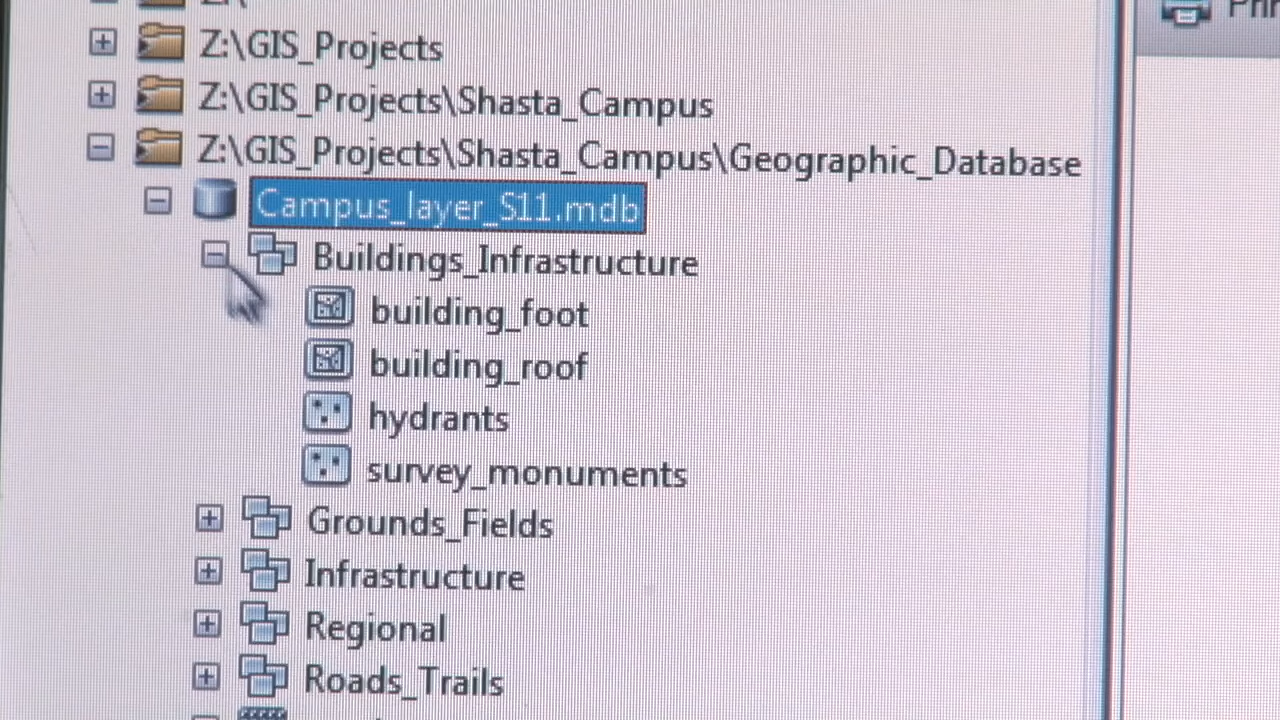 Z:\GIS_Projects
Z:\GIS_Projects\Shasta_Campus
Z:\GIS_Projects\Shasta_Campus\Geographic_Database
Campus_layer_S11.mdb
Buildings_Infrastructure
building_foot
building_roof
hydrants
survey_monuments
Grounds_Fields
Infrastructure
Regional
Roads_Trails